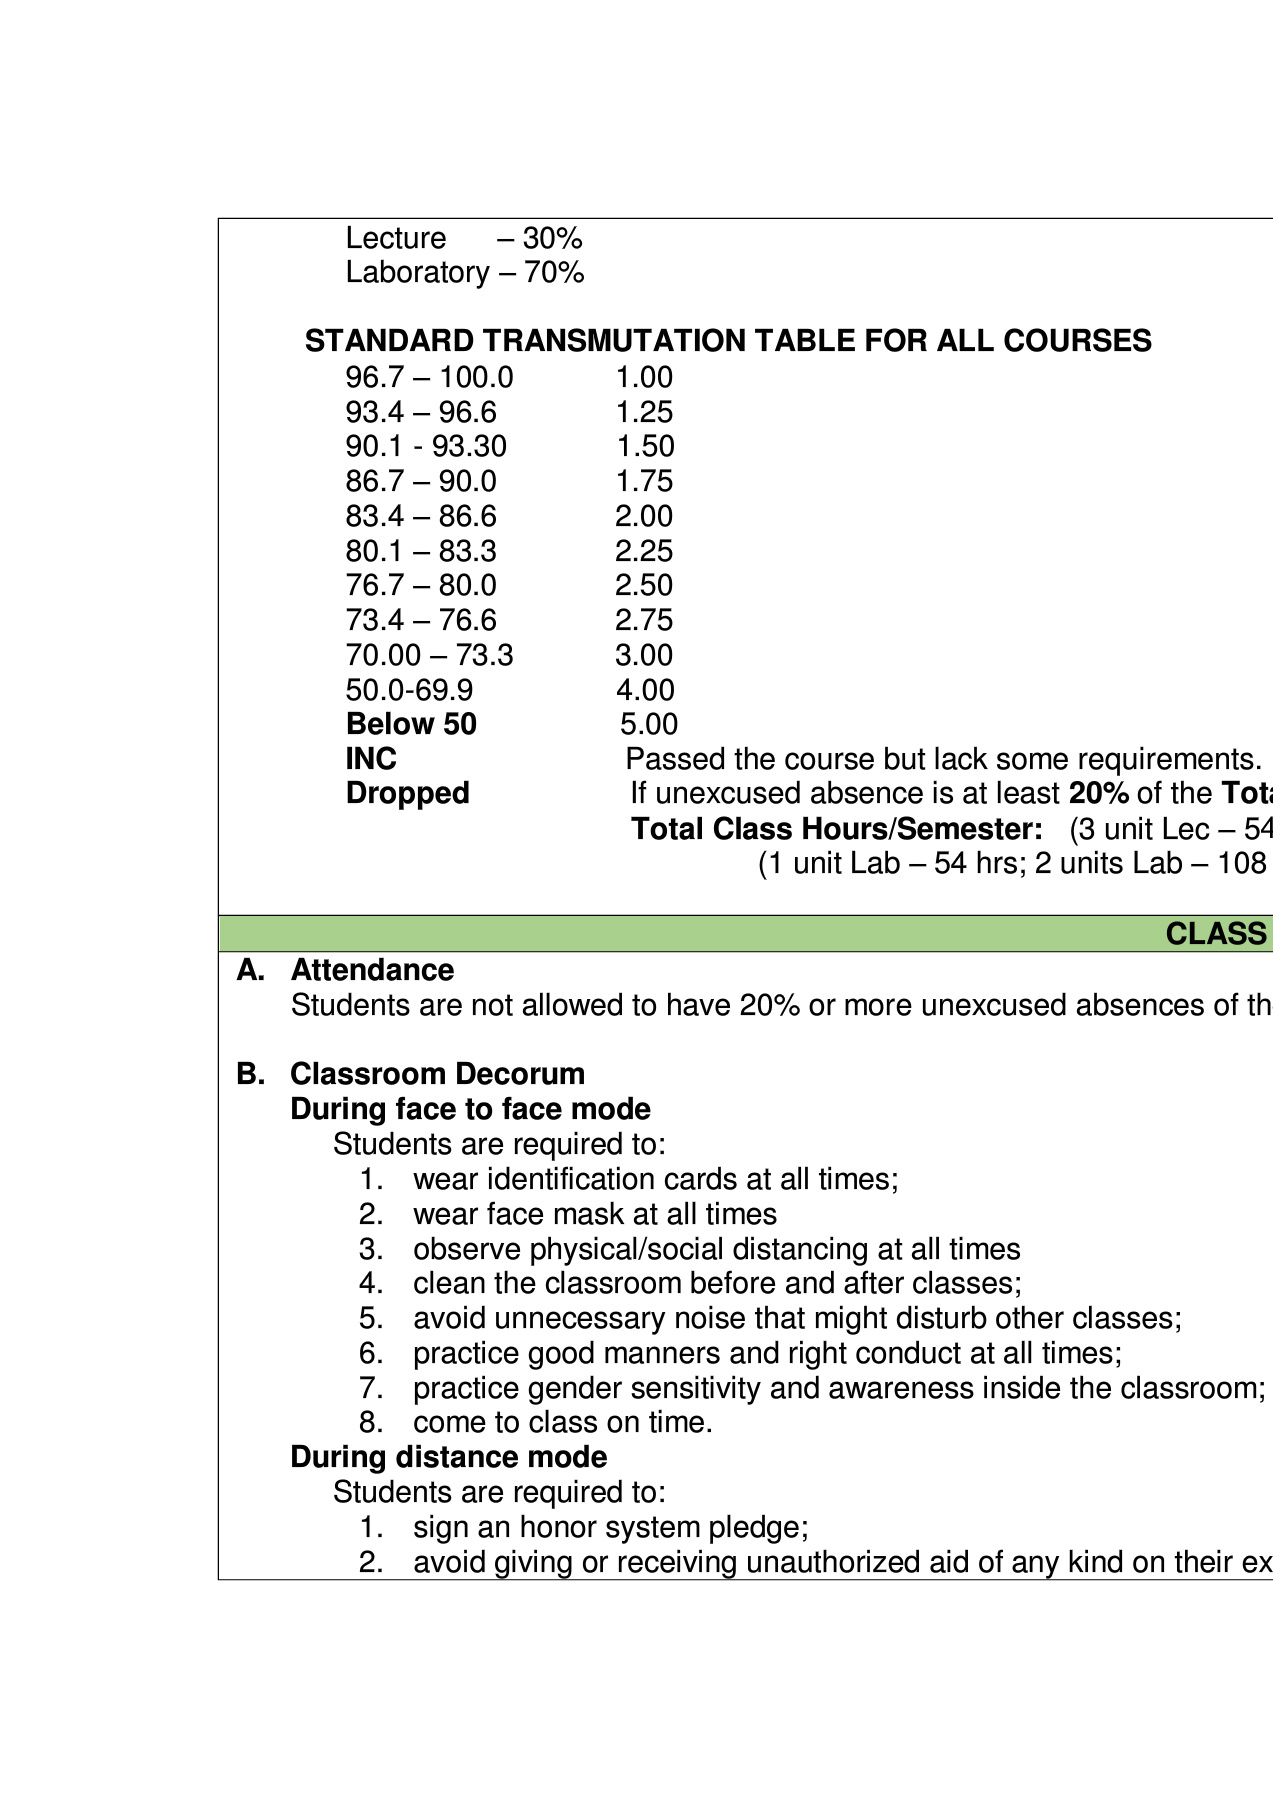 Lecture – 30%
Laboratory – 70%
STANDARD TRANSMUTATION TABLE FOR ALL COURSES
96.7 – 100.0 1.00
93.4 – 96.6 1.25
90.1 - 93.30 1.50
86.7 – 90.0 1.75
83.4 – 86.6 2.00
80.1 – 83.3 2.25
76.7 – 80.0 2.50
73.4 – 76.6 2.75
70.00 – 73.3 3.00
50.0-69.9 4.00
Below 50 5.00
INC Passed the course but lack some requirements.
Dropped If unexcused absence is at least 20% of the
Total Class Hours/Semester: (3 unit Lec – 54
(1 unit Lab – 54 hrs; 2 units Lab – 108
CLASS
A. Attendance
Students are not allowed to have 20% or more unexcused absences of
B. Classroom Decorum
During face to face mode
Students are required to:
1. wear identification cards at all times;
2. wear face mask at all times
3. observe physical/social distancing at all times
4. clean the classroom before and after classes;
5. avoid unnecessary noise that might disturb other classes;
6. practice good manners and right conduct at all times;
7. practice gender sensitivity and awareness inside the classroom;
8. come to class on time.
During distance mode
Students are required to:
1. sign an honor system pledge;
2. avoid giving or receiving unauthorized aid of any kind on their